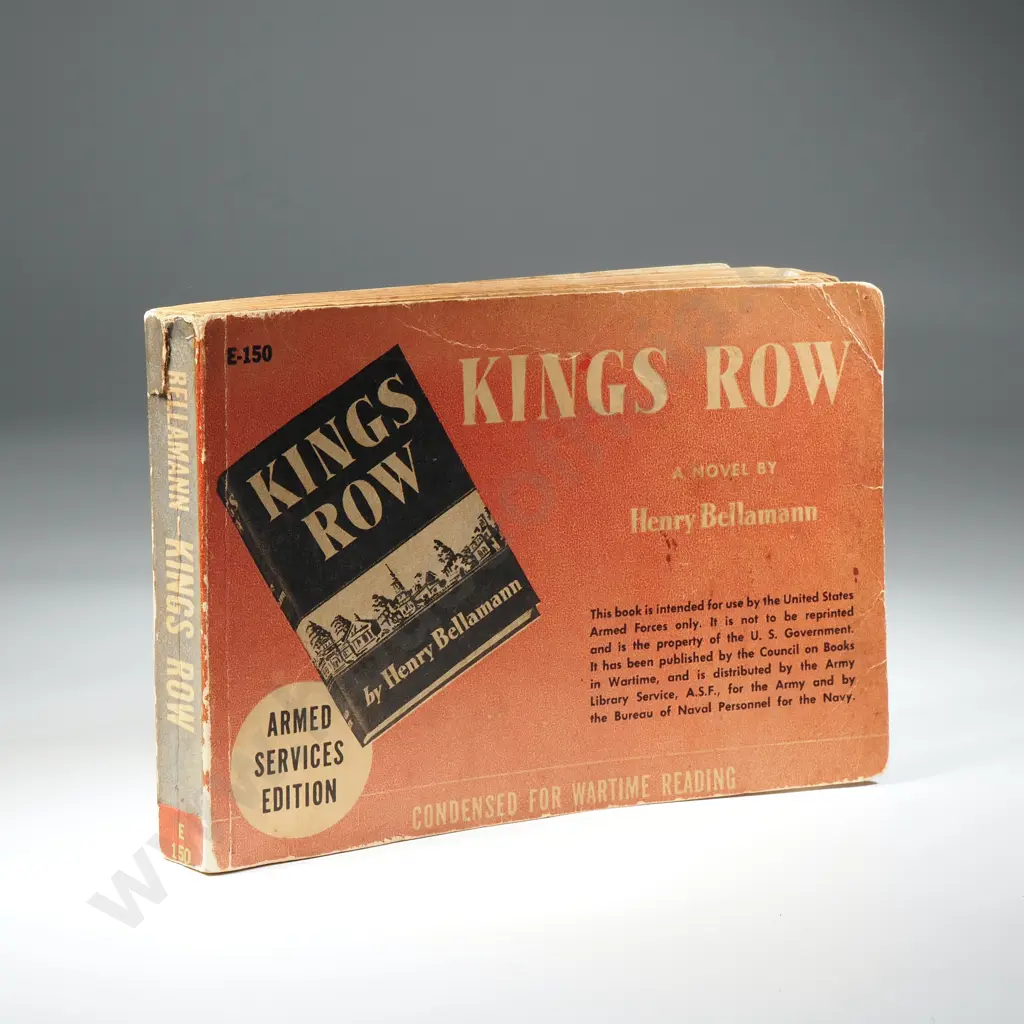 BELLAMANN—KINGS ROW
E
150
E-150
KINGS
ROW
by Henry Bellamann
ARMED
SERVICES
EDITION
KINGS ROW
A NOVEL BY
Henry Bellamann
This book is intended for use by the United States
Armed Forces only. It is not to be reprinted
and is the property of the U. S. Government.
It has been published by the Council on Books
in Wartime, and is distributed by the Army
Library Service, A.S.F., for the Army and by
the Bureau of Naval Personnel for the Navy.
CONDENSED FOR WARTIME READING